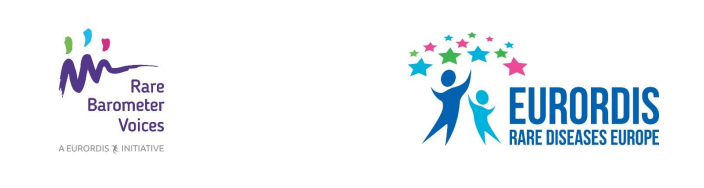 Rare
Barometer
Voices
A EURORDIS INITIATIVE
EURORDIS
RARE DISEASES EUROPE